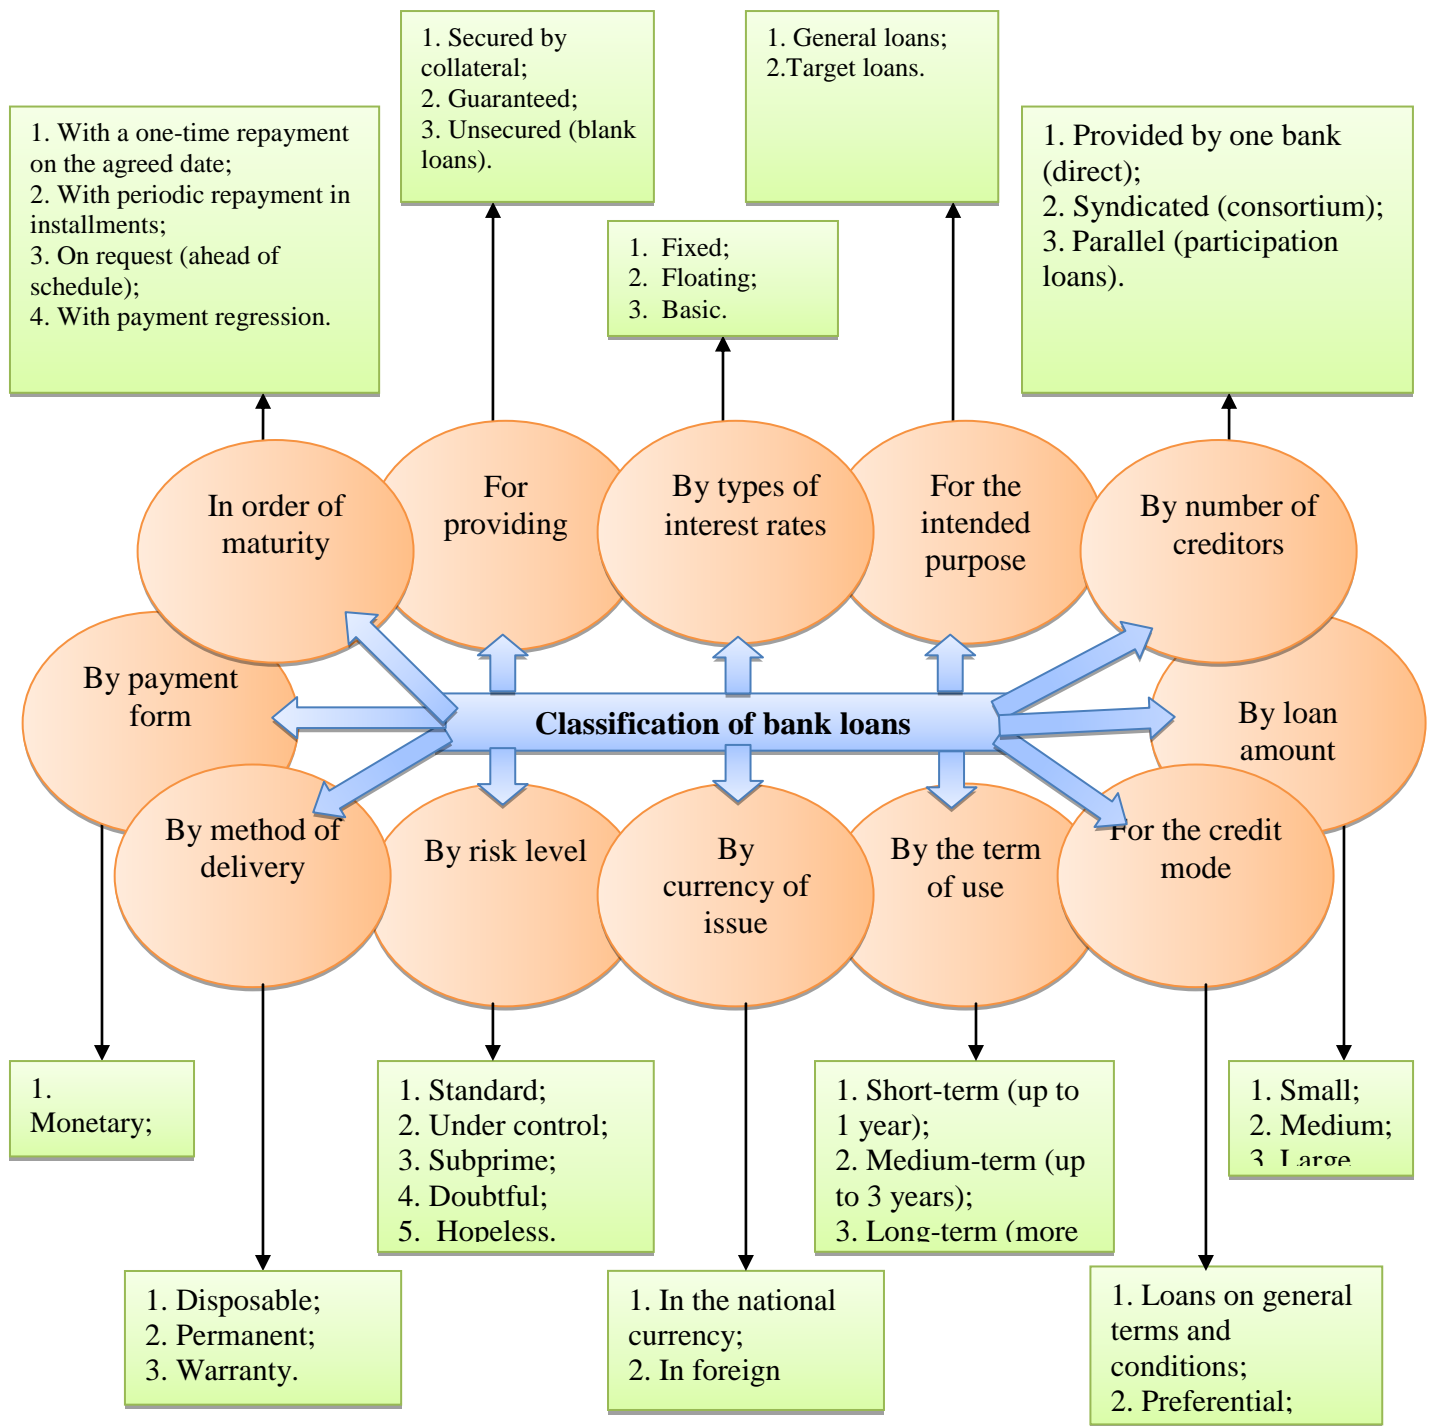 1. Secured by
collateral;
2. Guaranteed;
3. Unsecured (blank
loans).
1. General loans;
2.Target loans.
1. With a one-time repayment
on the agreed date;
2. With periodic repayment in
installments;
3. On request (ahead of
schedule);
4. With payment regression.
1. Provided by one bank
(direct);
2. Syndicated (consortium);
3. Parallel (participation
loans).
1. Fixed;
2. Floating;
3. Basic.
In order of
maturity
For
providing
By types of
interest rates
For the
intended
purpose
By number of
creditors
By payment
form
Classification of bank loans
By loan
amount
By method of
delivery
By risk level
By
currency of
issue
By the term
of use
For the credit
mode
1.
Monetary;
1. Standard;
2. Under control;
3. Subprime;
4. Doubtful;
5. Hopeless.
1. Short-term (up to
1 year);
2. Medium-term (up
to 3 years);
3. Long-term (more
1. Small;
2. Medium;
3. Large
1. Disposable;
2. Permanent;
3. Warranty.
1. In the national
currency;
2. In foreign
1. Loans on general
terms and
conditions;
2. Preferential;